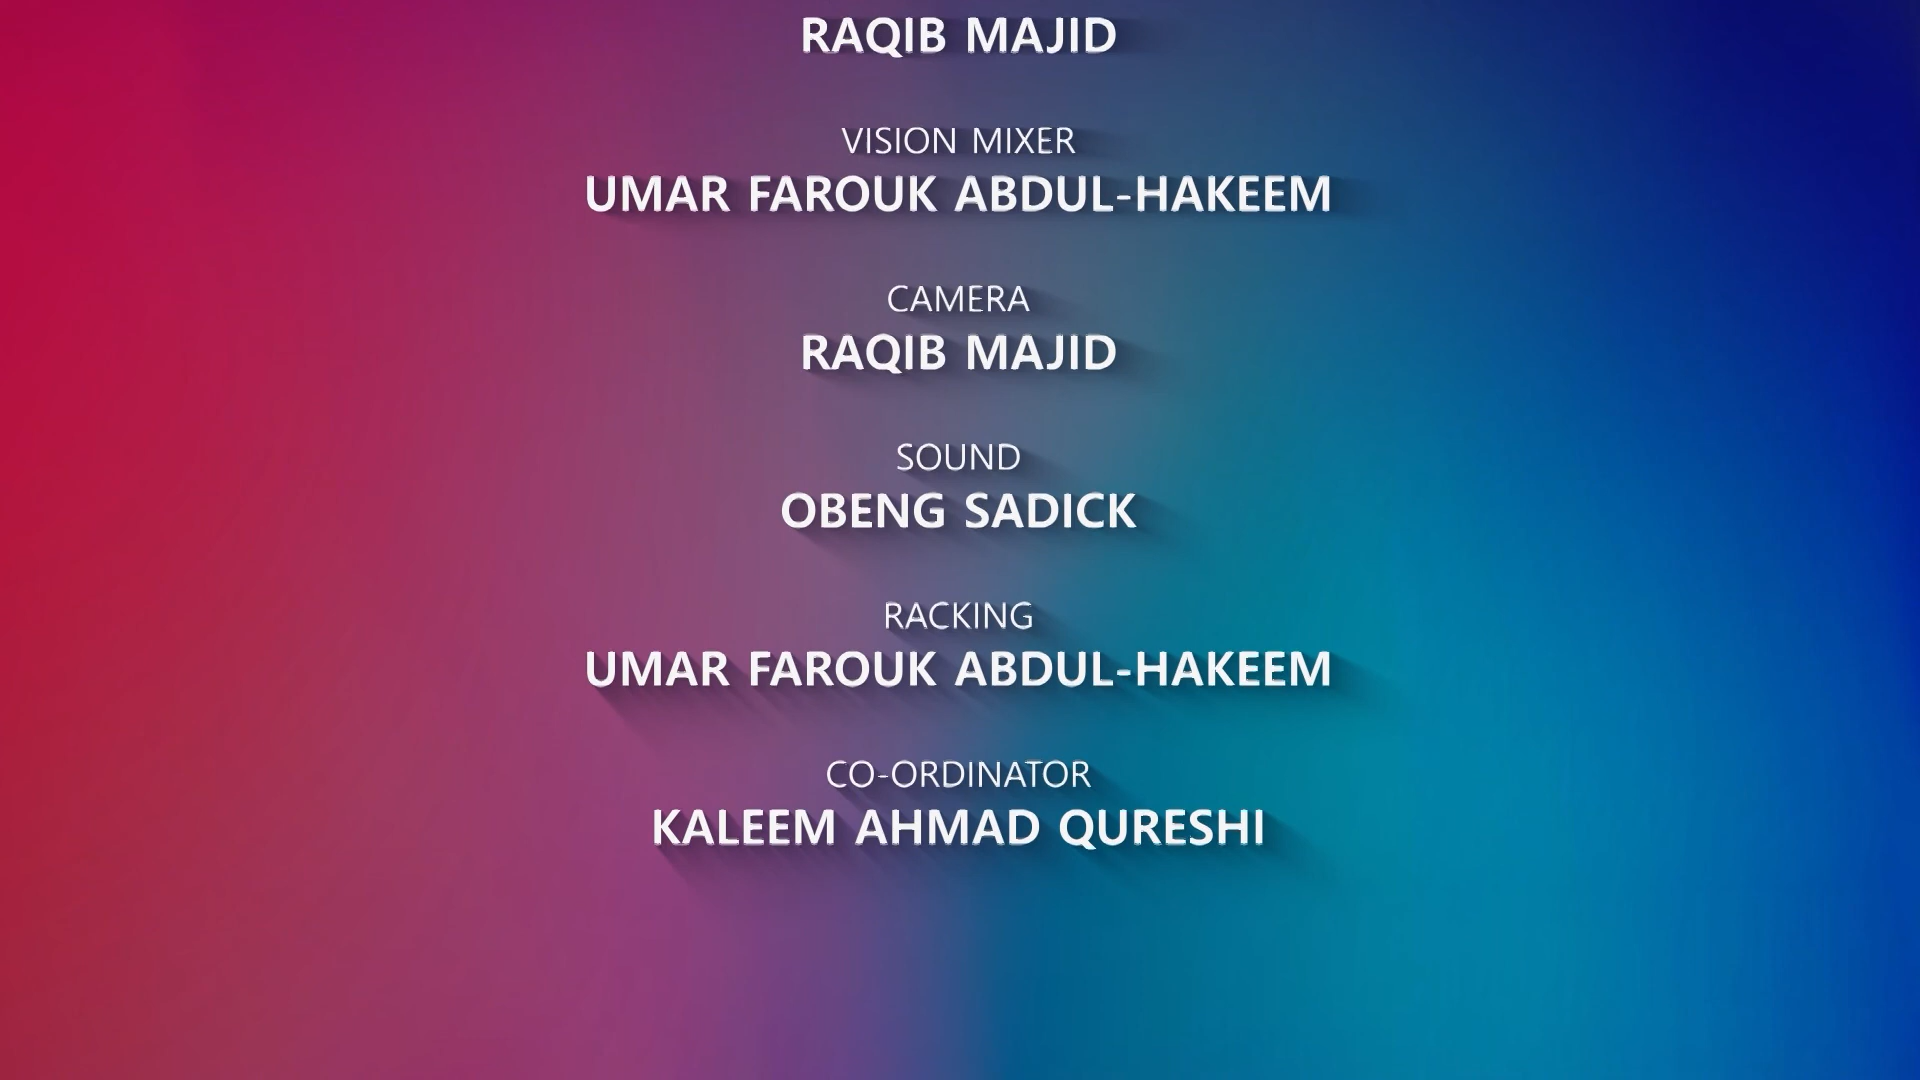 RAQIB MAJID
VISION MIXER
UMAR FAROUK ABDUL-HAKEEM
CAMERA
RAQIB MAJID
SOUND
OBENG SADICK
RACKING
UMAR FAROUK ABDUL-HAKEEM
CO-ORDINATOR
KALEEM AHMAD QURESHI